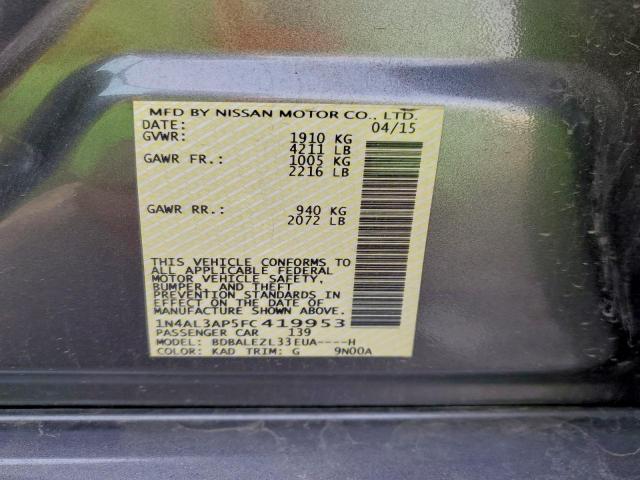 MFD BY NISSAN MOTOR CO., LTD.
DATE: 04/15
GVWR: 1910 KG
4211 LB
GAWR FR.: 1005 KG
2216 LB
GAWR RR.: 940 KG
2072 LB
THIS VEHICLE CONFORMS TO
ALL APPLICABLE FEDERAL
MOTOR VEHICLE SAFETY,
BUMPER, AND THEFT
PREVENTION STANDARDS
IN EFFECT ON THE DATE OF
MANUFACTURE SHOWN ABOVE.
1N4AL3AP5FC419953
PASSENGER CAR 139
MODEL: BDBALEZL33EUA----H
COLOR: KAD TRIM: G 9N00A